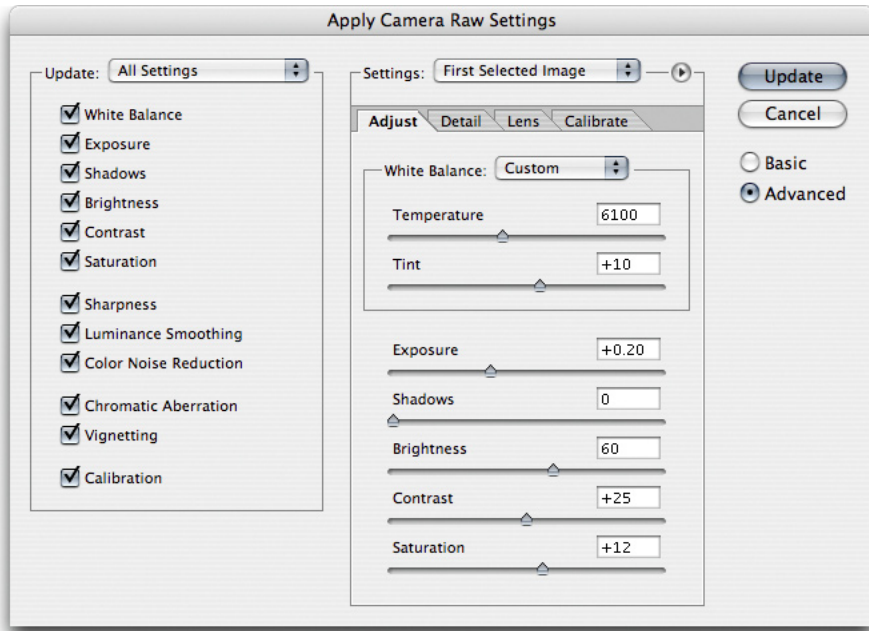 Apply Camera Raw Settings
Update: All Settings
White Balance
Exposure
Shadows
Brightness
Contrast
Saturation
Sharpness
Luminance Smoothing
Color Noise Reduction
Chromatic Aberration
Vignetting
Calibration
Settings: First Selected Image
Adjust Detail Lens Calibrate
White Balance: Custom
Temperature 6100
Tint +10
Exposure +0.20
Shadows 0
Brightness 60
Contrast +25
Saturation +12
Update
Cancel
Basic
Advanced